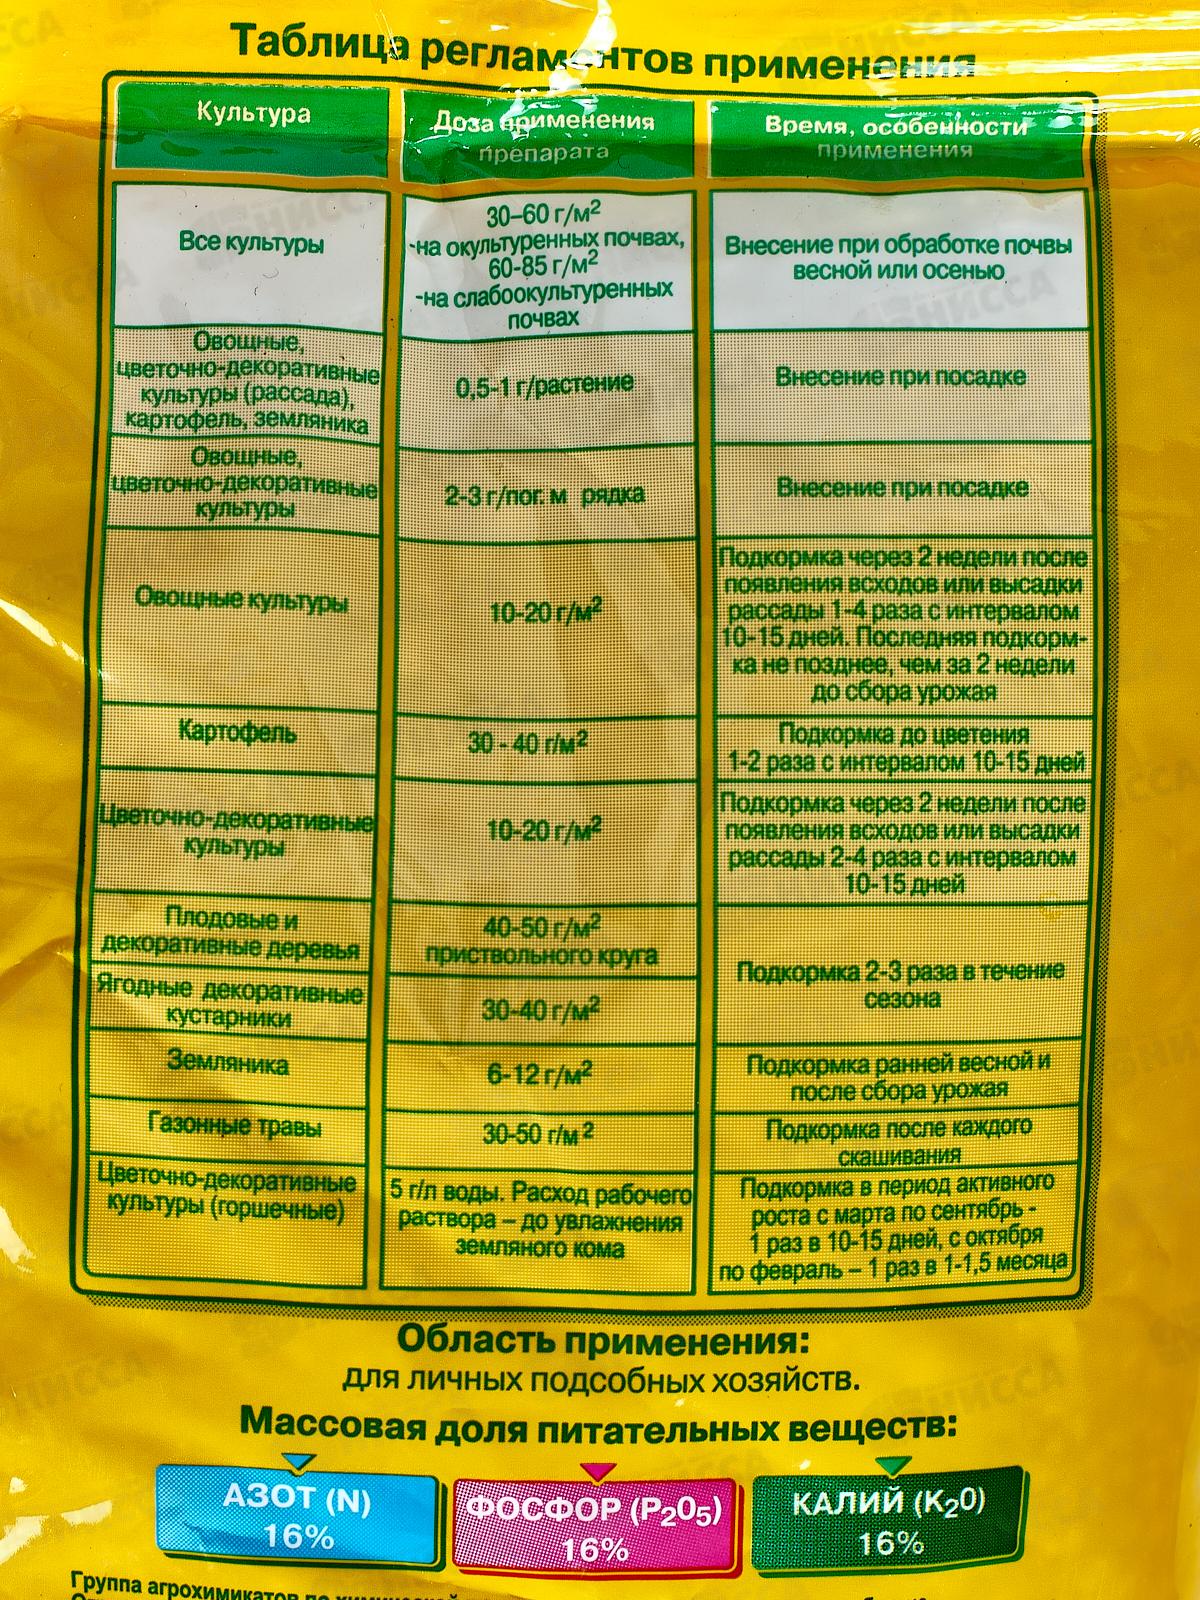 Таблица регламентов применения
Культура
Доза применения
препарата
Время, особенности
применения
Все культуры
30–60 г/м²
-на окультуренных почвах,
60-85 г/м²
-на слабоокультуренных
почвах
Внесение при обработке почвы
весной или осенью
Овощные,
цветочно-декоративные
культуры (рассада),
картофель, земляника
0,5-1 г/растение
Внесение при посадке
Овощные,
цветочно-декоративные
культуры
2-3 г/пог. м рядка
Внесение при посадке
Овощные культуры
10-20 г/м²
Подкормка через 2 недели после
появления всходов или высадки
рассады 1-4 раза с интервалом
10-15 дней. Последняя подкорм-
ка не позднее, чем за 2 недели
до сбора урожая
Картофель
30 - 40 г/м²
Подкормка до цветения
1-2 раза с интервалом 10-15 дней
Цветочно-декоративные
культуры
10-20 г/м²
Подкормка через 2 недели после
появления всходов или высадки
рассады 2-4 раза с интервалом
10-15 дней
Плодовые и
декоративные деревья
40-50 г/м²
приствольного круга
Подкормка 2-3 раза в течение
сезона
Ягодные декоративные
кустарники
30-40 г/м²
Земляника
6-12 г/м²
Подкормка ранней весной и
после сбора урожая
Газонные травы
30-50 г/м ²
Подкормка после каждого
скашивания
Цветочно-декоративные
культуры (горшечные)
5 г/л воды. Расход рабочего
раствора – до увлажнения
земляного кома
Подкормка в период активного
роста с марта по сентябрь -
1 раз в 10-15 дней, с октября
по февраль – 1 раз в 1-1,5 месяца
Область применения:
для личных подсобных хозяйств.
Массовая доля питательных веществ:
АЗОТ (N)
16%
ФОСФОР (P₂O₅)
16%
КАЛИЙ (K₂O)
16%
Группа агрохимикатов по химической